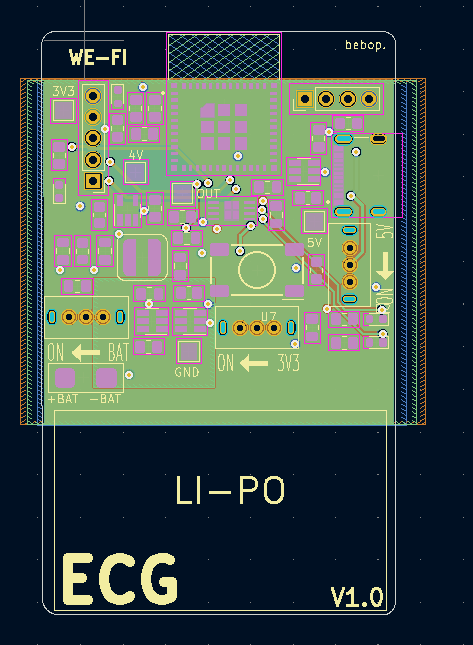 bebop.
WE-FI
3V3
4V
OUT
5V
5V
ON
U7
ON BAT
GND
ON 3V3
+BAT -BAT
LI-PO
ECG
V1.0